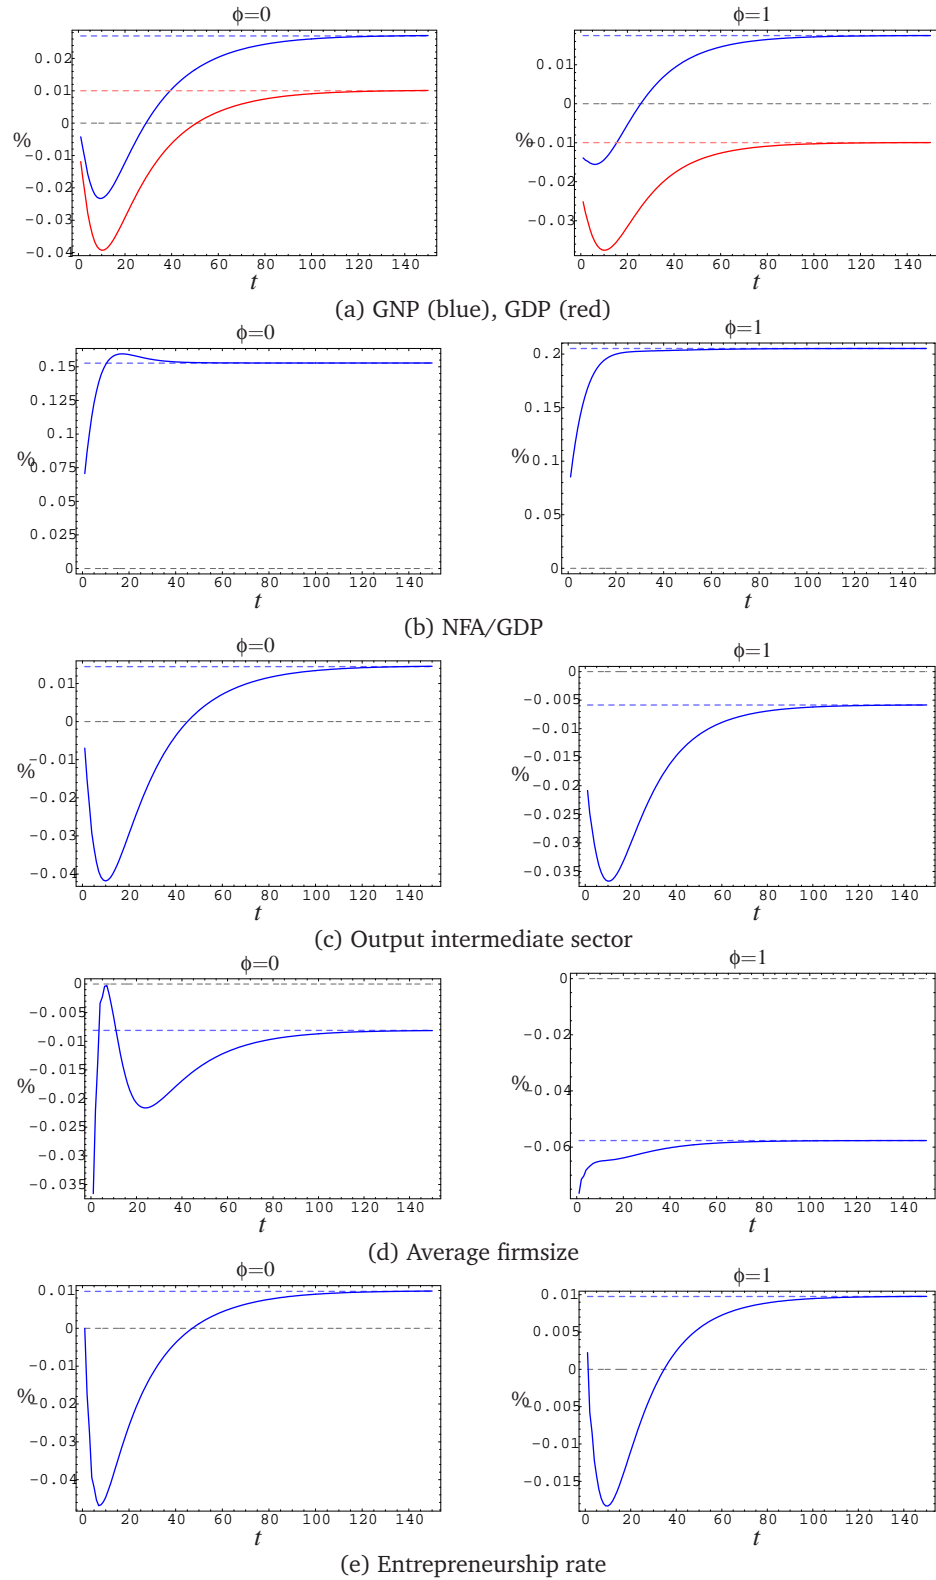 ϕ=0
ϕ=1
0.02
0.01
0
%
−0.01
−0.02
−0.03
−0.04
0 20 40 60 80 100 120 140
t
0.01
0
%
−0.01
−0.02
−0.03
0 20 40 60 80 100 120 140
t
(a) GNP (blue), GDP (red)
ϕ=0
ϕ=1
0.15
0.125
0.1
%
0.075
0.05
0.025
0
0 20 40 60 80 100 120 140
t
0.2
0.15
%
0.1
0.05
0
0 20 40 60 80 100 120 140
t
(b) NFA/GDP
ϕ=0
ϕ=1
0.01
0
−0.01
%
−0.02
−0.03
−0.04
0 20 40 60 80 100 120 140
t
0
−0.005
−0.01
−0.015
%
−0.02
−0.025
−0.03
−0.035
0 20 40 60 80 100 120 140
t
(c) Output intermediate sector
ϕ=0
ϕ=1
0
−0.005
−0.01
−0.015
%
−0.02
−0.025
−0.03
−0.035
0 20 40 60 80 100 120 140
t
0
−0.02
%
−0.04
−0.06
0 20 40 60 80 100 120 140
t
(d) Average firmsize
ϕ=0
ϕ=1
0.01
0
−0.01
%
−0.02
−0.03
−0.04
0 20 40 60 80 100 120 140
t
0.01
0.005
0
%
−0.005
−0.01
−0.015
0 20 40 60 80 100 120 140
t
(e) Entrepreneurship rate